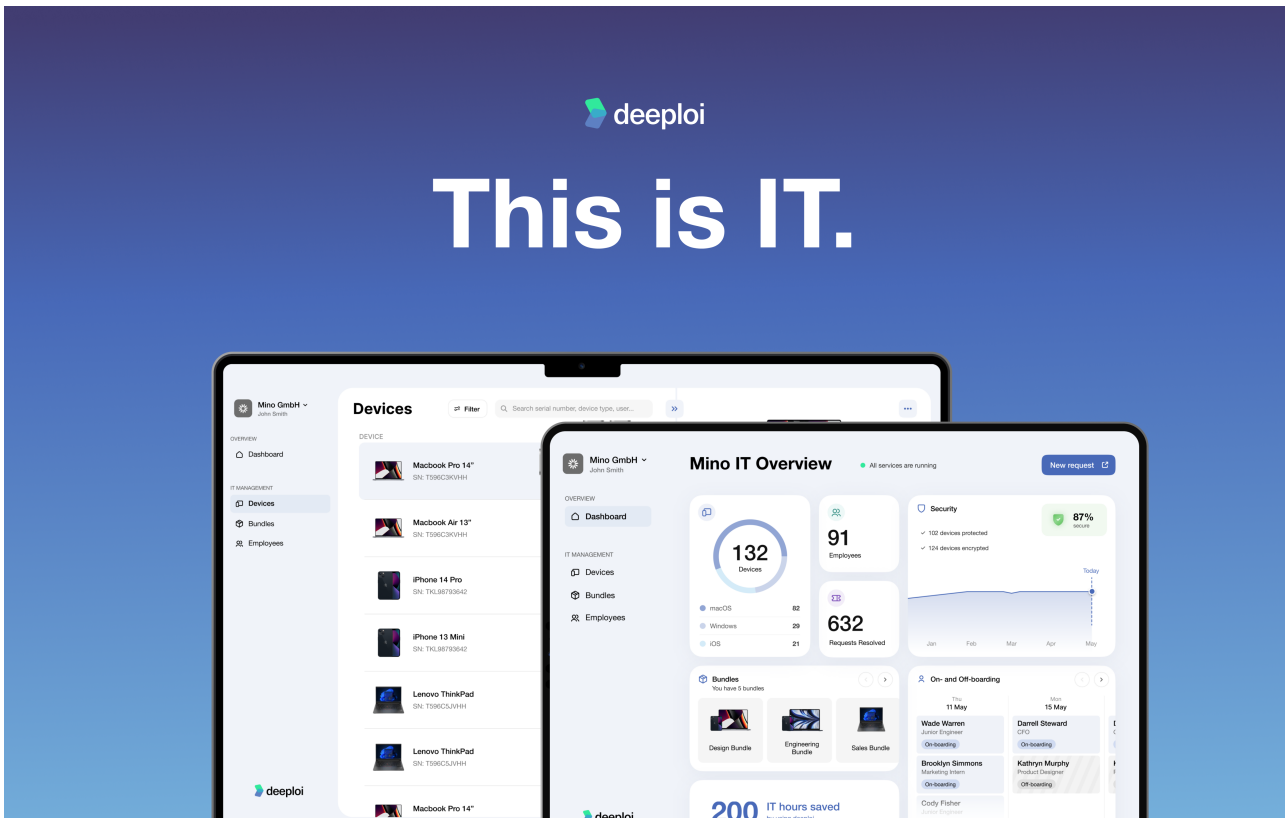 deeploi
This is IT.
Mino GmbH
John Smith
OVERVIEW
Dashboard
IT MANAGEMENT
Devices
Bundles
Employees
deeploi
Devices
Filter
Search serial number, device type, user...
DEVICE
Macbook Pro 14"
SN: T596C3KVHH
Macbook Air 13"
SN: T596C3KVHH
iPhone 14 Pro
SN: TKL98793642
iPhone 13 Mini
SN: TKL98793642
Lenovo ThinkPad
SN: T596C5JVHH
Lenovo ThinkPad
SN: T596C5JVHH
Macbook Pro 14"
Mino GmbH
John Smith
OVERVIEW
Dashboard
IT MANAGEMENT
Devices
Bundles
Employees
deeploi
Mino IT Overview
All services are running
New request
132
Devices
macOS 82
Windows 29
iOS 21
91
Employees
632
Requests Resolved
Security
102 devices protected
124 devices encrypted
87%
secure
Today
Jan Feb Mar Apr May
Bundles
You have 5 bundles
Design Bundle
Engineering
Bundle
Sales Bundle
On- and Off-boarding
Thu
11 May
Wade Warren
Junior Engineer
On-boarding
Brooklyn Simmons
Marketing Intern
On-boarding
Cody Fisher
Junior Engineer
Mon
15 May
Darrell Steward
CFO
On-boarding
Kathryn Murphy
Product Designer
Off-boarding
200
IT hours saved
by using deeploi